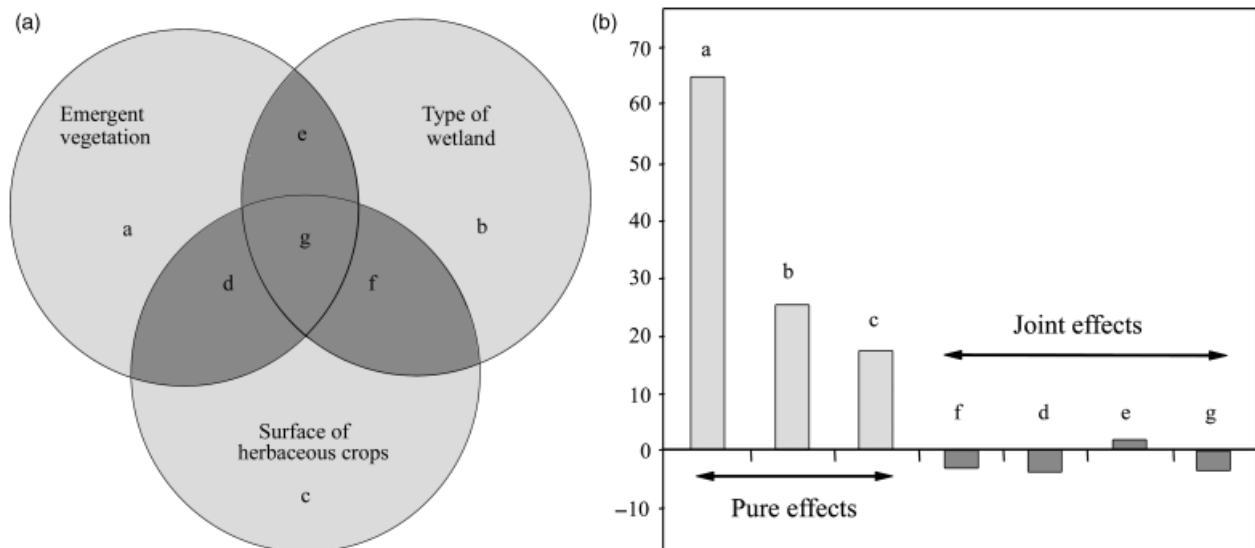 (a)
Emergent
vegetation
Type of
wetland
e
a
b
g
d
f
Surface of
herbaceous crops
c
(b)
70
60
50
40
30
20
10
0
–10
a
b
c
Joint effects
f
d
e
g
Pure effects